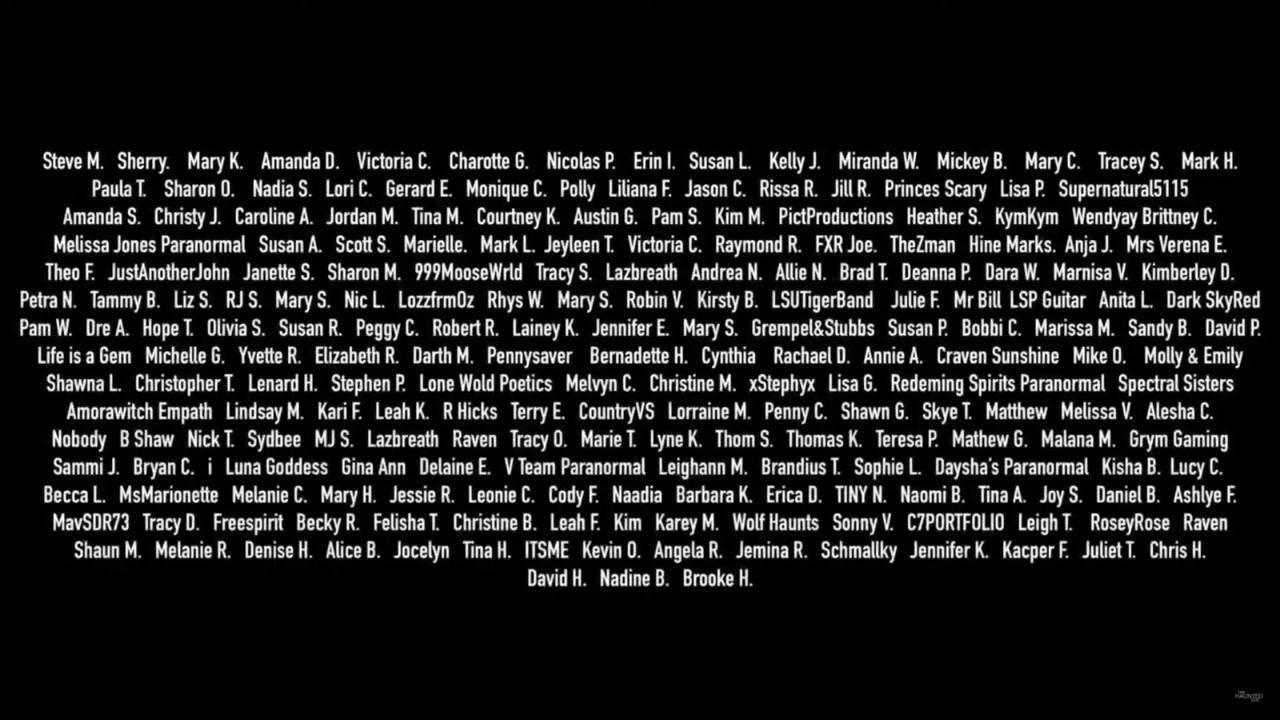 Steve M. Sherry. Mary K. Amanda D. Victoria C. Charotte G. Nicolas P. Erin I. Susan L. Kelly J. Miranda W. Mickey B. Mary C. Tracey S. Mark H.
Paula T. Sharon O. Nadia S. Lori C. Gerard E. Monique C. Polly Liliana F. Jason C. Rissa R. Jill R. Princes Scary Lisa P. Supernatural5115
Amanda S. Christy J. Caroline A. Jordan M. Tina M. Courtney K. Austin G. Pam S. Kim M. PictProductions Heather S. KymKym Wendyay Brittney C.
Melissa Jones Paranormal Susan A. Scott S. Marielle. Mark L. Jeyleen T. Victoria C. Raymond R. FXR Joe. TheZman Hine Marks. Anja J. Mrs Verena E.
Theo F. JustAnotherJohn Janette S. Sharon M. 999MooseWrld Tracy S. Lazbreath Andrea N. Allie N. Brad T. Deanna P. Dara W. Marnisa V. Kimberley D.
Petra N. Tammy B. Liz S. RJ S. Mary S. Nic L. LozzfrmOz Rhys W. Mary S. Robin V. Kirsty B. LSUTigerBand Julie F. Mr Bill LSP Guitar Anita L. Dark SkyRed
Pam W. Dre A. Hope T. Olivia S. Susan R. Peggy C. Robert R. Lainey K. Jennifer E. Mary S. Grempel&Stubbs Susan P. Bobbi C. Marissa M. Sandy B. David P.
Life is a Gem Michelle G. Yvette R. Elizabeth R. Darth M. Pennysaver Bernadette H. Cynthia Rachael D. Annie A. Craven Sunshine Mike O. Molly & Emily
Shawna L. Christopher T. Lenard H. Stephen P. Lone Wold Poetics Melvyn C. Christine M. xStephyx Lisa G. Redeming Spirits Paranormal Spectral Sisters
Amorawitch Empath Lindsay M. Kari F. Leah K. R Hicks Terry E. CountryVS Lorraine M. Penny C. Shawn G. Skye T. Matthew Melissa V. Alesha C.
Nobody B Shaw Nick T. Sydbee MJ S. Lazbreath Raven Tracy O. Marie T. Lyne K. Thom S. Thomas K. Teresa P. Mathew G. Malana M. Grym Gaming
Sammi J. Bryan C. i Luna Goddess Gina Ann Delaine E. V Team Paranormal Leighann M. Brandius T. Sophie L. Daysha's Paranormal Kisha B. Lucy C.
Becca L. MsMarionette Melanie C. Mary H. Jessie R. Leonie C. Cody F. Naadia Barbara K. Erica D. TINY N. Naomi B. Tina A. Joy S. Daniel B. Ashlye F.
MavSDR73 Tracy D. Freespirit Becky R. Felisha T. Christine B. Leah F. Kim Karey M. Wolf Haunts Sonny V. C7PORTFOLIO Leigh T. RoseyRose Raven
Shaun M. Melanie R. Denise H. Alice B. Jocelyn Tina H. ITSME Kevin O. Angela R. Jemina R. Schmallky Jennifer K. Kacper F. Juliet T. Chris H.
David H. Nadine B. Brooke H.
THE
HAUNTED